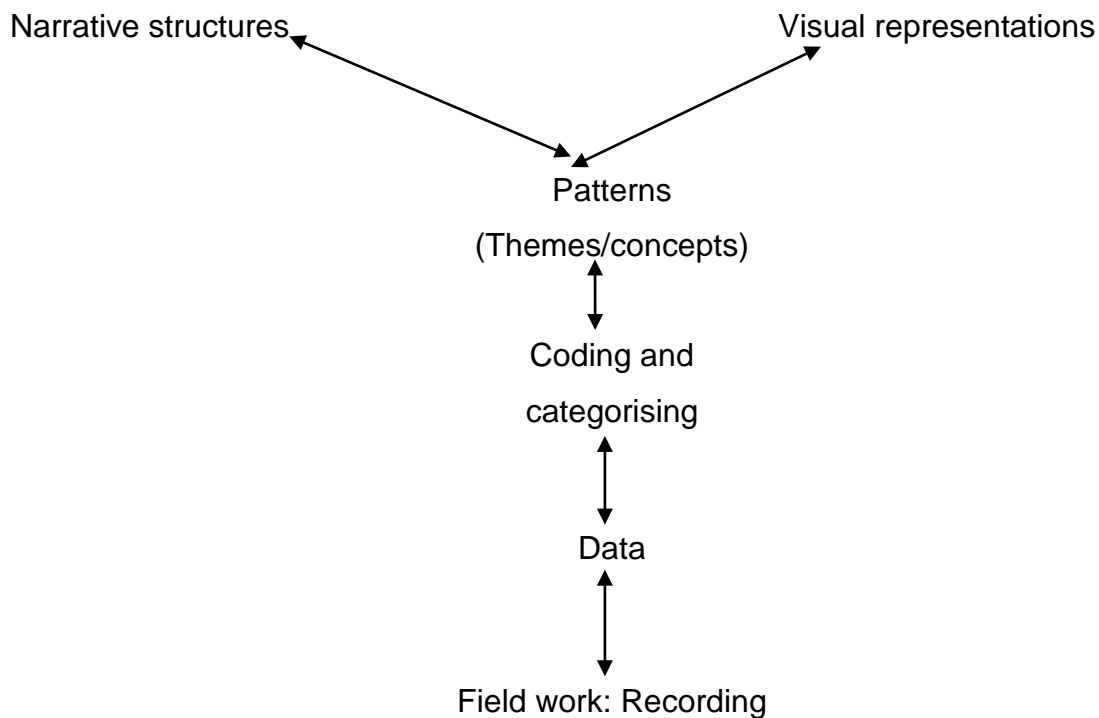 Narrative structures
Visual representations
Patterns
(Themes/concepts)
Coding and
categorising
Data
Field work: Recording